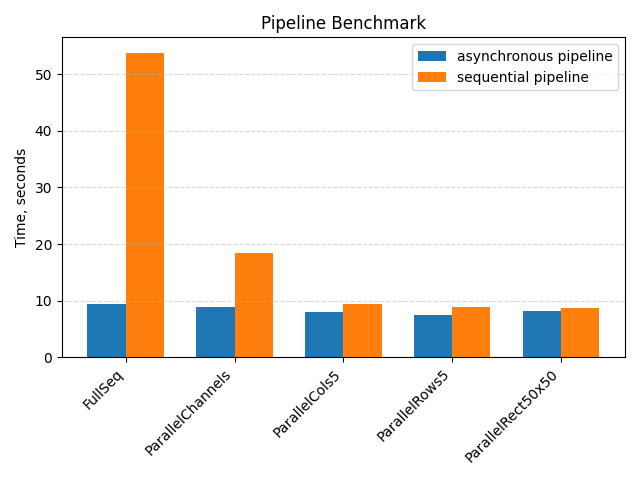 Pipeline Benchmark
asynchronous pipeline
sequential pipeline
Time, seconds
50
40
30
20
10
0
FullSeq
ParallelChannels
ParallelCols5
ParallelRows5
ParallelRect50x50